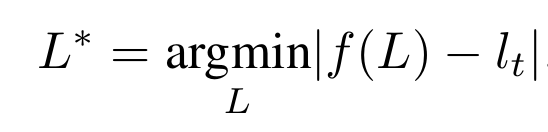 L* = argmin|f(L) − l_t|.
L